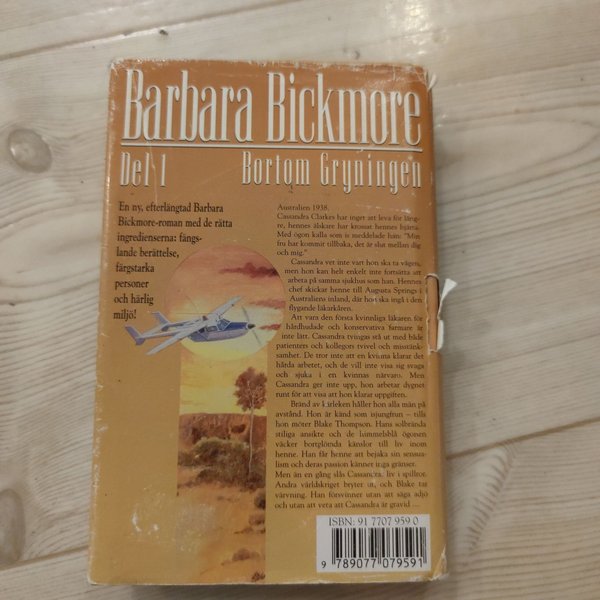 Barbara Bickmore
Del 1 Bortom Gryningen
En ny, efterlängtad Barbara
Bickmore-roman med de rätta
ingredienserna: fängs-
lande berättelse,
färgstarka
personer
och härlig
miljö!
Australien 1938.
Cassandra Clarkes har inget att leva för läng-
re, hennes älskare har krossat hennes hjärta.
Med ögon kalla som is meddelade han: "Min
fru har kommit tillbaka, det är slut mellan dig
och mig."
Cassandra vet inte vart hon ska ta vägen,
men hon kan helt enkelt inte fortsätta att
arbeta på samma sjukhus som han. Hennes
chef skickar henne till Augusta Springs i
Australiens inland, där hon ska ingå i den
flygande läkarkåren.
Att vara den första kvinnliga läkaren för
hårdhudade och konservativa farmare är
inte lätt. Cassandra tvingas stå ut med både
patienters och kollegors tvivel och misstänk-
samhet. De tror inte att en kvinna klarar det
hårda arbetet, och de vill inte visa sig svaga
och sjuka i en kvinnas närvaro. Men
Cassandra ger inte upp, hon arbetar dygnet
runt för att visa att hon klarar uppgiften.
Bränd av kärleken håller hon alla män på
avstånd. Hon är känd som isjungfrun – tills
hon möter Blake Thompson. Hans solbrända
stiliga ansikte och de himmelsblå ögonen
väcker bortglömda känslor till liv inom
henne. Han får henne att bejaka sin sensua-
lism och deras passion känner inga gränser.
Men än en gång slås Cassandras liv i spillror.
Andra världskriget bryter ut, och Blake tar
värvning. Han försvinner utan att säga adjö
och utan att veta att Cassandra är gravid ...
ISBN: 91 7707 959 0
9 789077 079591